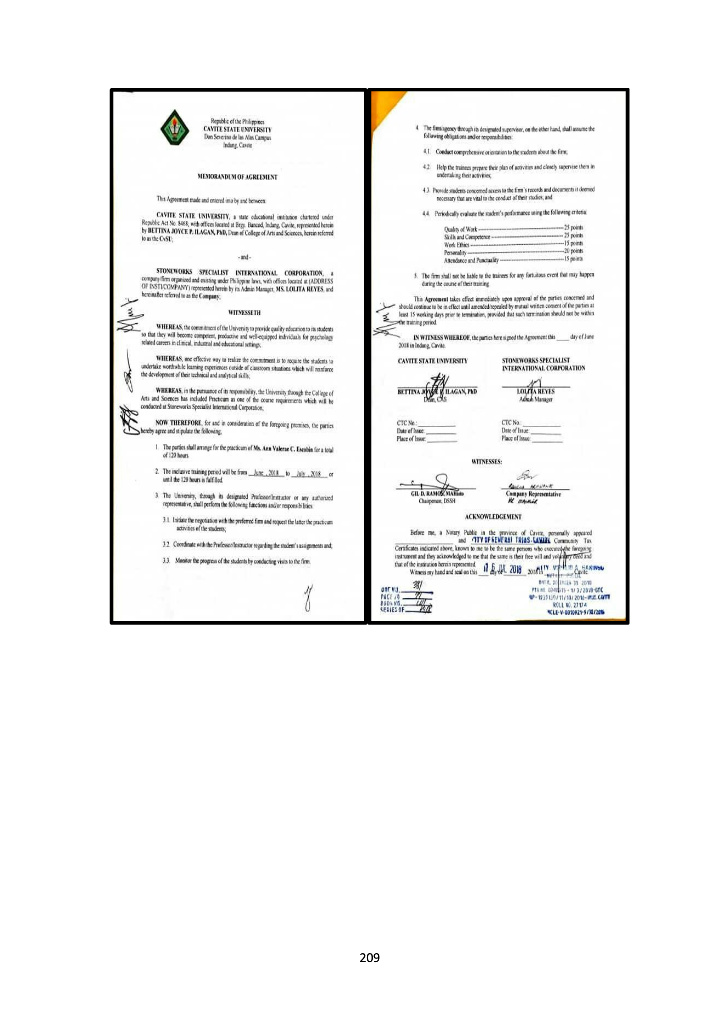 Republic of the Philippines
CAVITE STATE UNIVERSITY
Don Severino de las Alas Campus
Indang, Cavite
MEMORANDUM OF AGREEMENT
This Agreement made and entered into by and between:
CAVITE STATE UNIVERSITY, a state educational institution chartered under
Republic Act No. 8468, with offices located at Brgy. Bancod, Indang, Cavite, represented herein
by BETTINA JOYCE P. ILAGAN, PhD, Dean of College of Arts and Sciences, herein referred
to as the CvSU;
- and -
STONEWORKS SPECIALIST INTERNATIONAL CORPORATION, a
company/firm organized and existing under Philippine laws, with offices located at (ADDRESS
OF INSTI/COMPANY) represented herein by its Admin Manager, MS. LOLITA REYES, and
hereinafter referred to as the Company;
WITNESSETH
WHEREAS, the commitment of the University to provide quality education to its students
so that they will become competent, productive and well-equipped individuals for psychology
related careers in clinical, industrial and educational settings;
WHEREAS, one effective way to realize the commitment is to require the students to
undertake worthwhile learning experiences outside of classroom situations which will reinforce
the development of their technical and analytical skills;
WHEREAS, in the pursuance of its responsibility, the University through the College of
Arts and Sciences has included Practicum as one of the course requirements which will be
conducted at Stoneworks Specialist International Corporation;
NOW THEREFORE, for and in consideration of the foregoing premises, the parties
hereby agree and stipulate the following;
1. The parties shall arrange for the practicum of Ms. Ann Valerae C. Escobin for a total
of 120 hours
2. The inclusive training period will be from June , 2018 to July , 2018 or
until the 120 hours is fulfilled.
3. The University, through its designated Professor/Instructor or any authorized
representative, shall perform the following functions and/or responsibilities:
3.1. Initiate the negotiation with the preferred firm and request the latter the practicum
activities of the students;
3.2. Coordinate with the Professor/Instructor regarding the student's assignments and;
3.3. Monitor the progress of the students by conducting visits to the firm.
4. The firm/agency through its designated supervisor, on the other hand, shall assume the
following obligations and/or responsibilities:
4.1. Conduct comprehensive orientation to the students about the firm;
4.2. Help the trainees prepare their plan of activities and closely supervise them in
undertaking their activities;
4.3. Provide students concerned access to the firm's records and documents is deemed
necessary that are vital to the conduct of their studies; and
4.4. Periodically evaluate the student's performance using the following criteria:
Quality of Work ----------25 points
Skills and Competence ----------25 points
Work Ethics ----------15 points
Personality ----------20 points
Attendance and Punctuality ----------15 points
5. The firm shall not be liable to the trainees for any fortuitous event that may happen
during the course of their training.
This Agreement takes effect immediately upon approval of the parties concerned and
should continue to be in effect until amended/repealed by mutual written consent of the parties at
least 15 working days prior to termination, provided that such termination should not be within
the training period.
IN WITNESS WHEREOF, the parties have signed the Agreement this ____ day of June
2018 in Indang, Cavite.
CAVITE STATE UNIVERSITY
BETTINA JOYCE P. ILAGAN, PhD
Dean, CAS
CTC No.: ________
Date of Issue: ________
Place of Issue: ________
STONEWORKS SPECIALIST
INTERNATIONAL CORPORATION
LOLITA REYES
Admin Manager
CTC No.: ________
Date of Issue: ________
Place of Issue: ________
WITNESSES:
GIL D. RAMOS, MAPsych
Chairperson, DSSH
Company Representative
ACKNOWLEDGEMENT
Before me, a Notary Public in the province of Cavite, personally appeared
and CITY OF GENERAL TRIAS, CAVITE Community Tax
Certificates indicated above, known to me to be the same persons who executed the foregoing
instrument and they acknowledged to me that the same is their free will and voluntary deed and
that of the institution herein represented.
Witness my hand and seal on this day of JUL 2018
Cavite.
SERIES OF
209